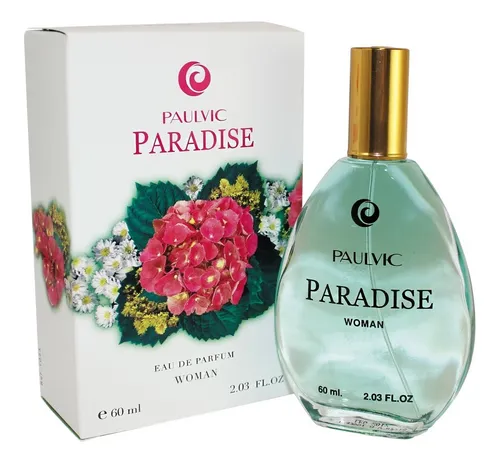 PAULVIC
PARADISE
EAU DE PARFUM
WOMAN
2.03 FL.OZ
℮ 60 ml
PAULVIC
PARADISE
WOMAN
60 ml.
2.03 FL.OZ